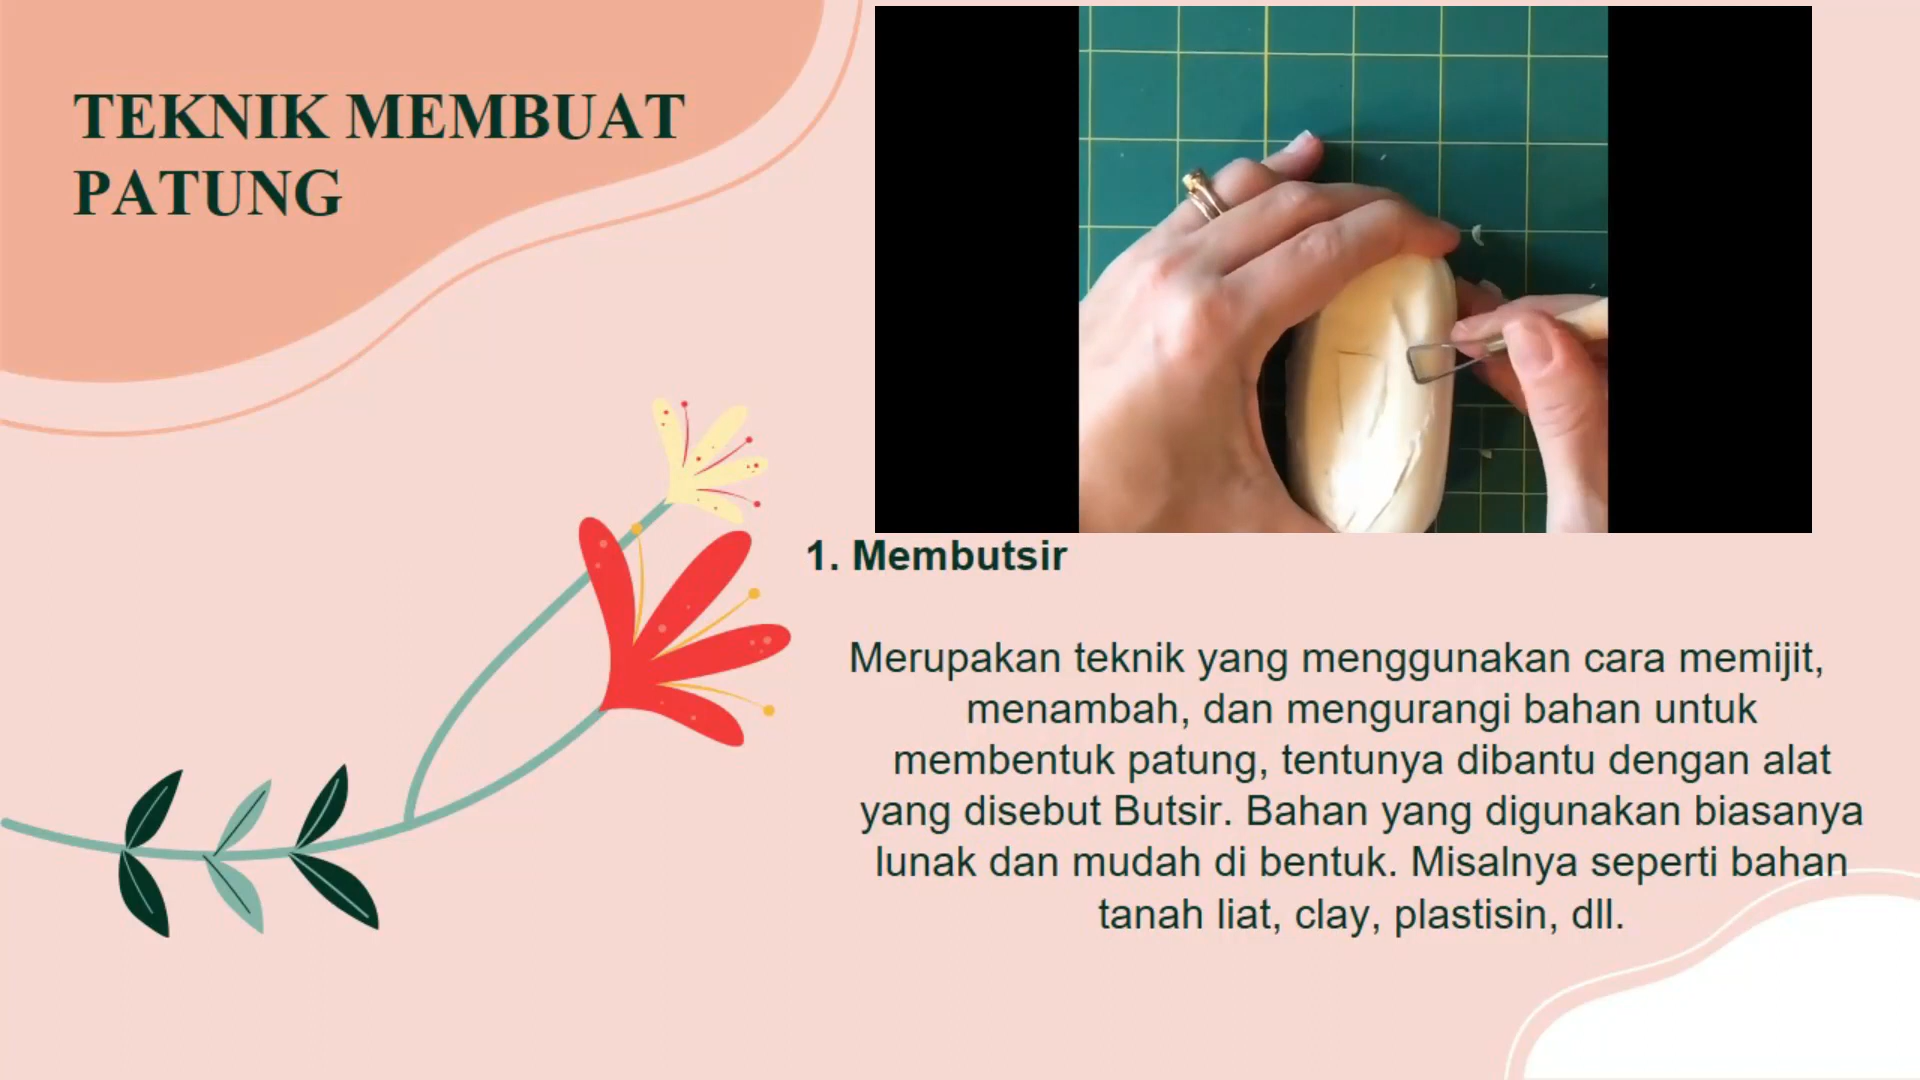 TEKNIK MEMBUAT
PATUNG
1. Membutsir
Merupakan teknik yang menggunakan cara memijit,
menambah, dan mengurangi bahan untuk
membentuk patung, tentunya dibantu dengan alat
yang disebut Butsir. Bahan yang digunakan biasanya
lunak dan mudah di bentuk. Misalnya seperti bahan
tanah liat, clay, plastisin, dll.